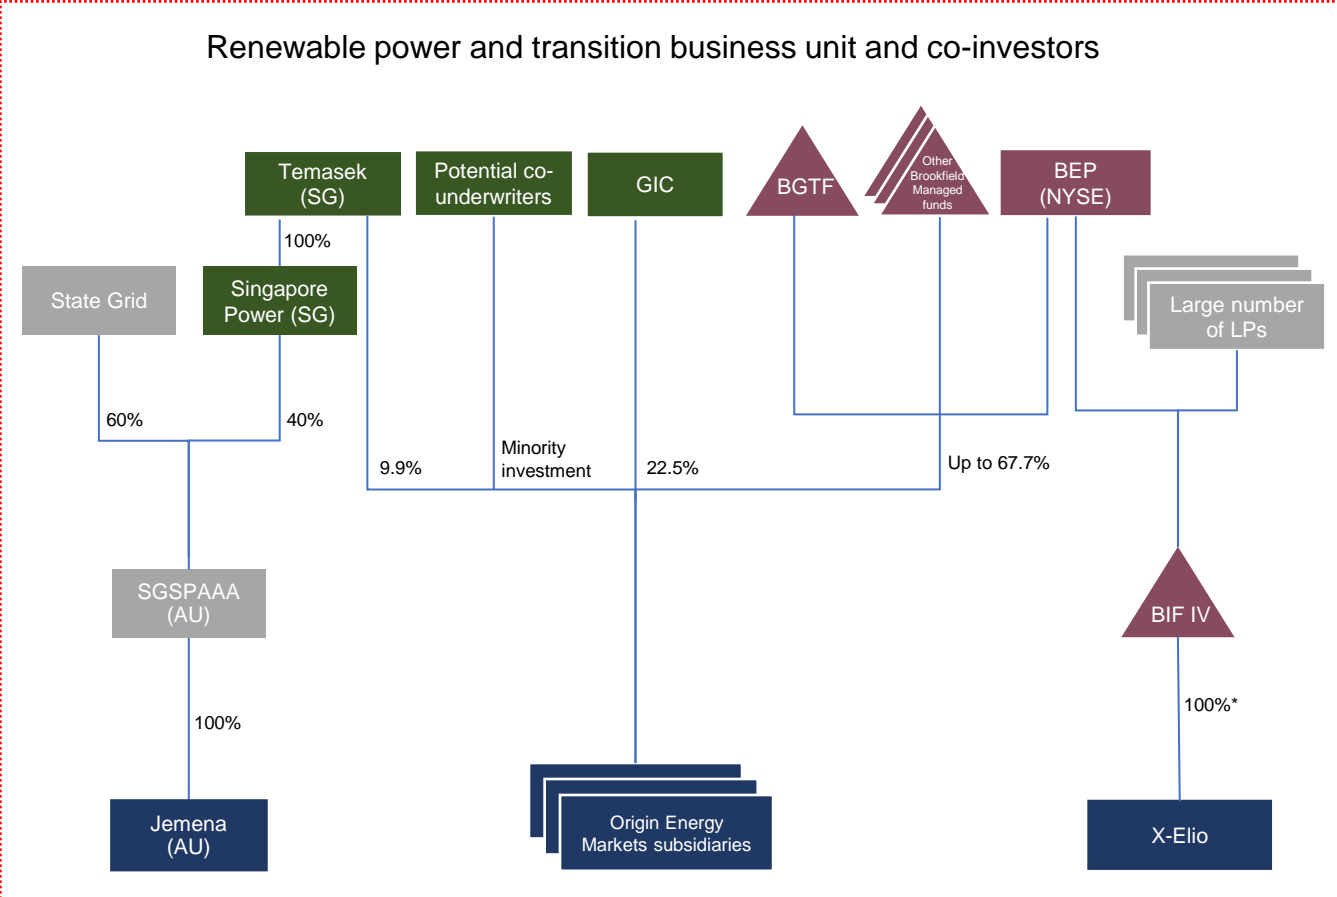 Renewable power and transition business unit and co-investors
Temasek
(SG)
Potential co-
underwriters
GIC
BGTF
Other
Brookfield
Managed
funds
BEP
(NYSE)
100%
State Grid
Singapore
Power (SG)
Large number
of LPs
60%
40%
9.9%
Minority
investment
22.5%
Up to 67.7%
SGSPAAA
(AU)
BIF IV
100%
100%*
Jemena
(AU)
Origin Energy
Markets subsidiaries
X-Elio